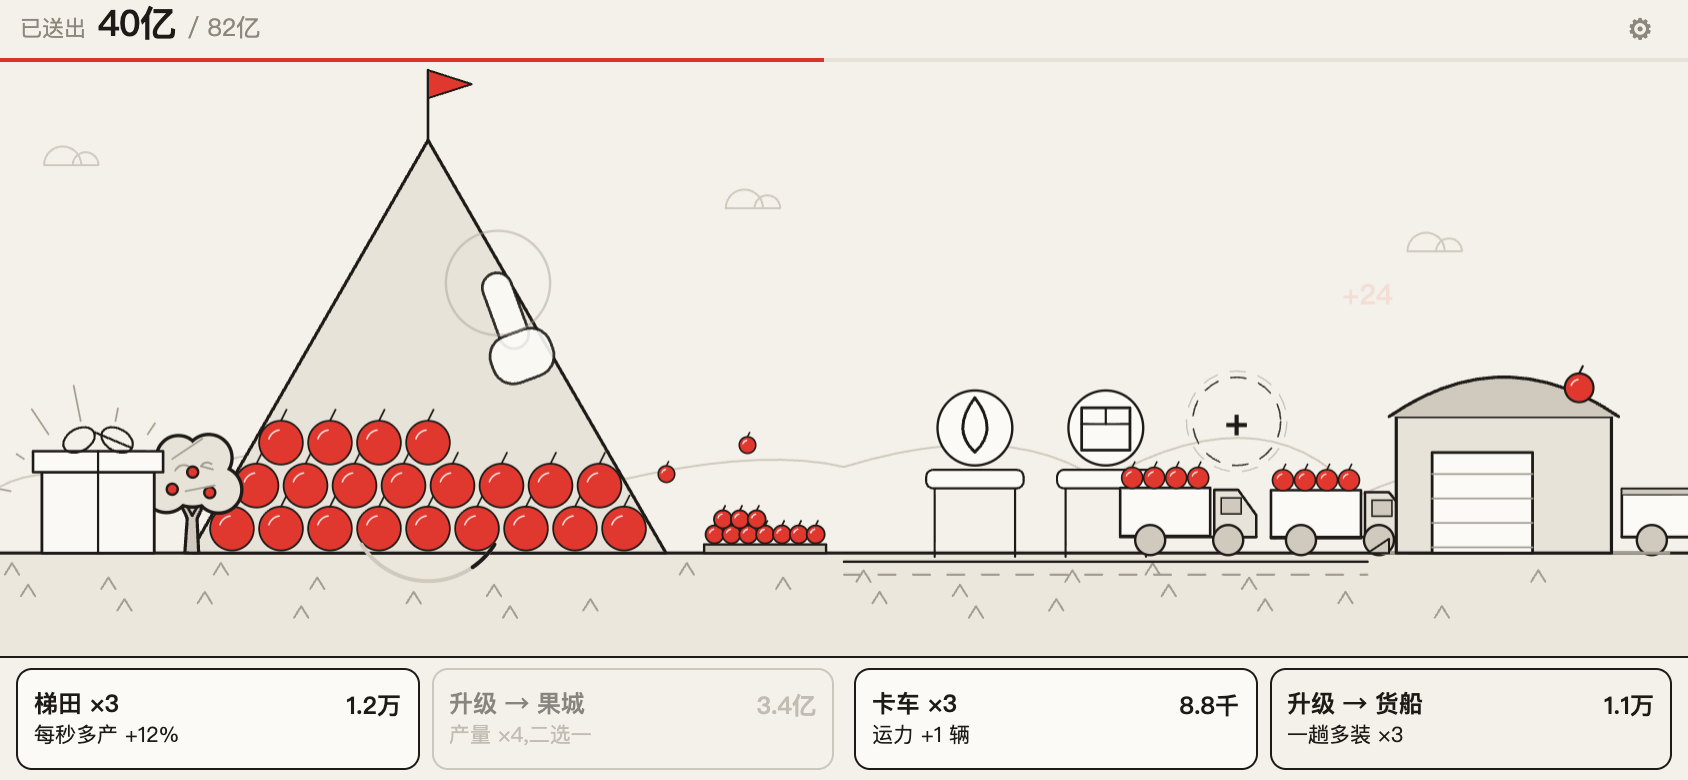 已送出 40亿 / 82亿
+24
梯田 ×3 1.2万
每秒多产 +12%
升级 → 果城 3.4亿
产量 ×4,二选一
卡车 ×3 8.8千
运力 +1 辆
升级 → 货船 1.1万
一趟多装 ×3